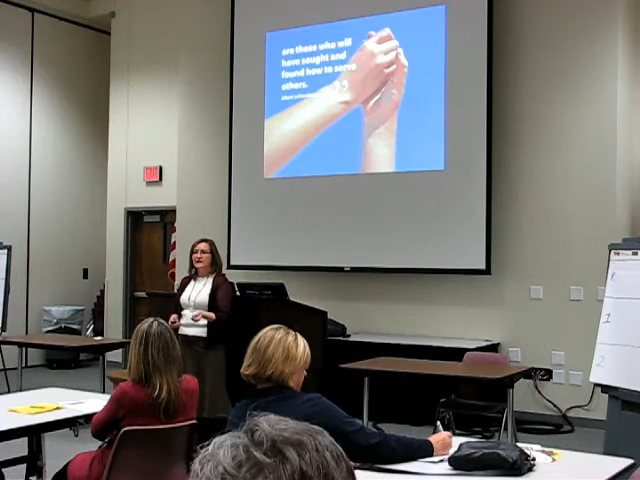 are those who will
have sought and
found how to serve
others.
EXIT
1
2